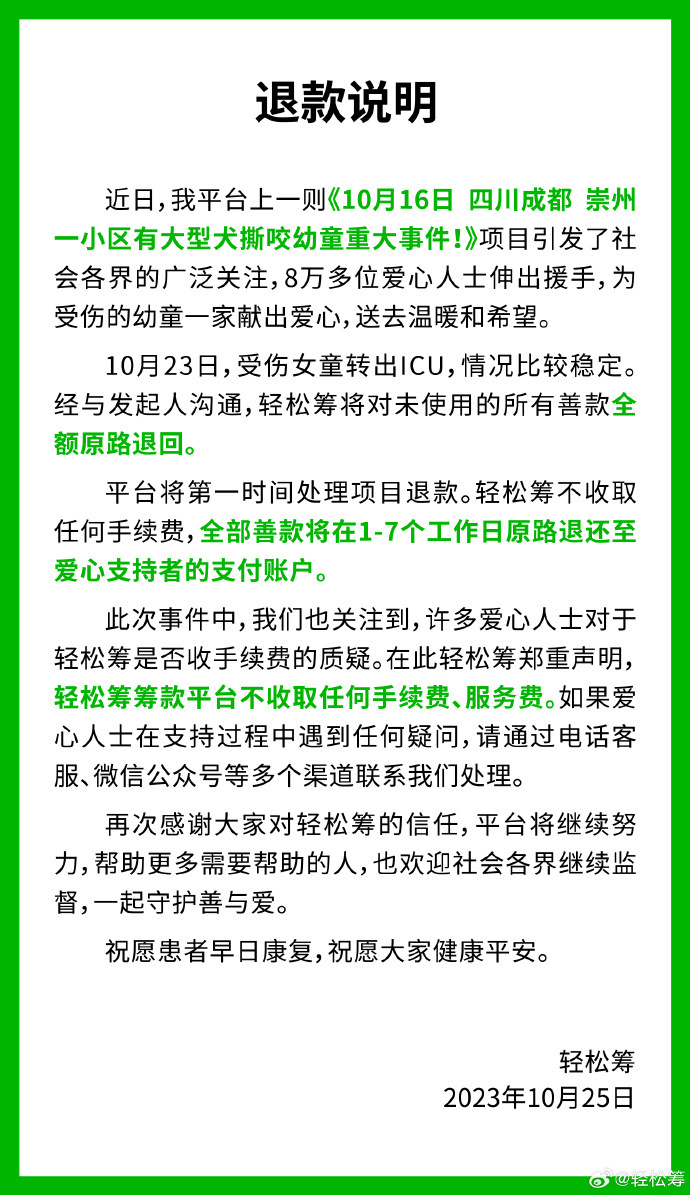 退款说明
近日，我平台上一则《10月16日 四川成都 崇州
一小区有大型犬撕咬幼童重大事件！》项目引发了社
会各界的广泛关注，8万多位爱心人士伸出援手，为
受伤的幼童一家献出爱心，送去温暖和希望。
10月23日，受伤女童转出ICU，情况比较稳定。
经与发起人沟通，轻松筹将对未使用的所有善款全
额原路退回。
平台将第一时间处理项目退款。轻松筹不收取
任何手续费，全部善款将在1-7个工作日原路退还至
爱心支持者的支付账户。
此次事件中，我们也关注到，许多爱心人士对于
轻松筹是否收手续费的质疑。在此轻松筹郑重声明，
轻松筹筹款平台不收取任何手续费、服务费。如果爱
心人士在支持过程中遇到任何疑问，请通过电话客
服、微信公众号等多个渠道联系我们处理。
再次感谢大家对轻松筹的信任，平台将继续努
力，帮助更多需要帮助的人，也欢迎社会各界继续监
督，一起守护善与爱。
祝愿患者早日康复，祝愿大家健康平安。
轻松筹
2023年10月25日
@轻松筹